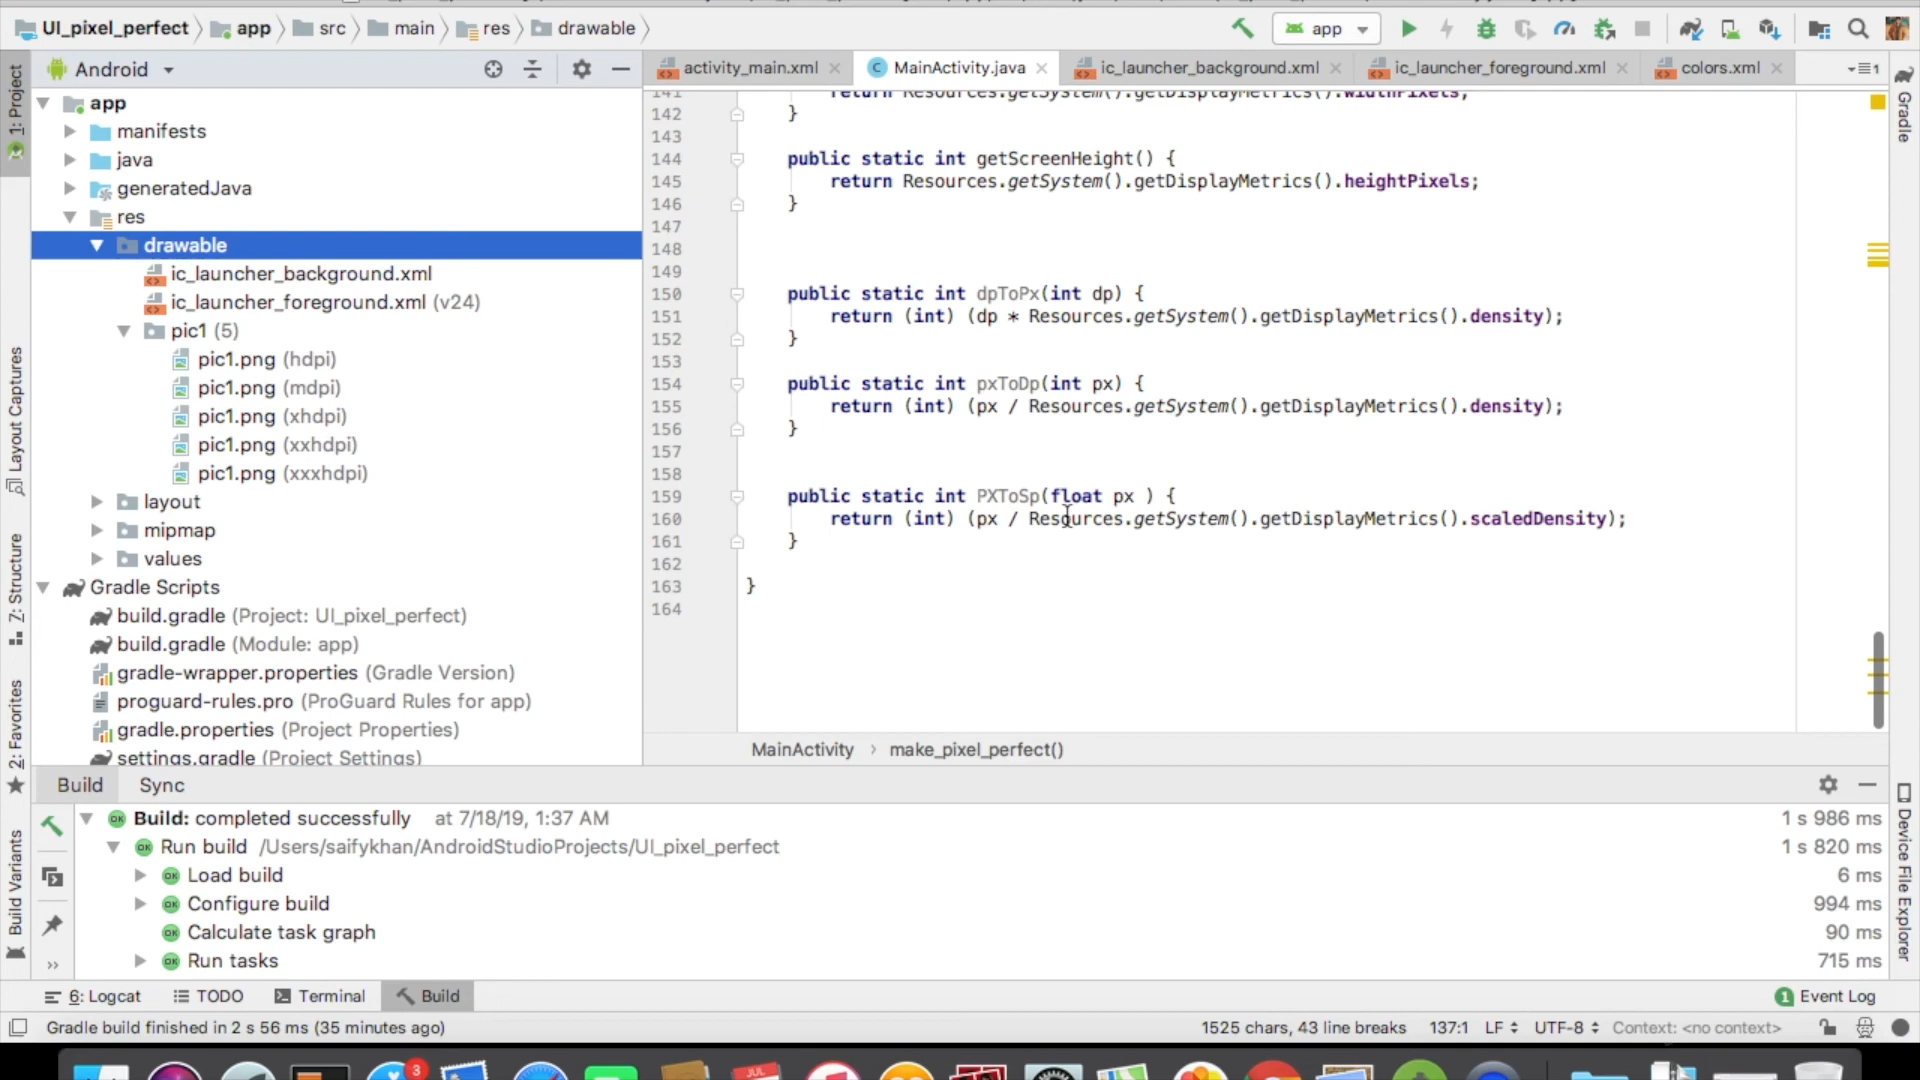 UI_pixel_perfect app src main res drawable app
1: Project
Layout Captures
7: Structure
2: Favorites
Build Variants
Android
app
manifests
java
generatedJava
res
drawable
ic_launcher_background.xml
ic_launcher_foreground.xml (v24)
pic1 (5)
pic1.png (hdpi)
pic1.png (mdpi)
pic1.png (xhdpi)
pic1.png (xxhdpi)
pic1.png (xxxhdpi)
layout
mipmap
values
Gradle Scripts
build.gradle (Project: UI_pixel_perfect)
build.gradle (Module: app)
gradle-wrapper.properties (Gradle Version)
proguard-rules.pro (ProGuard Rules for app)
gradle.properties (Project Properties)
settings.gradle (Project Settings)
activity_main.xml MainActivity.java ic_launcher_background.xml ic_launcher_foreground.xml colors.xml 1
141 return Resources.getSystem().getDisplayMetrics().widthPixels;
142 }
143
144 public static int getScreenHeight() {
145 return Resources.getSystem().getDisplayMetrics().heightPixels;
146 }
147
148
149
150 public static int dpToPx(int dp) {
151 return (int) (dp * Resources.getSystem().getDisplayMetrics().density);
152 }
153
154 public static int pxToDp(int px) {
155 return (int) (px / Resources.getSystem().getDisplayMetrics().density);
156 }
157
158
159 public static int PXToSp(float px ) {
160 return (int) (px / Resources.getSystem().getDisplayMetrics().scaledDensity);
161 }
162
163 }
164
MainActivity › make_pixel_perfect()
Gradle
Device File Explorer
Build Sync
Build: completed successfully at 7/18/19, 1:37 AM 1 s 986 ms
Run build /Users/saifykhan/AndroidStudioProjects/UI_pixel_perfect 1 s 820 ms
Load build 6 ms
Configure build 994 ms
Calculate task graph 90 ms
Run tasks 715 ms
6: Logcat TODO Terminal Build 1 Event Log
Gradle build finished in 2 s 56 ms (35 minutes ago) 1525 chars, 43 line breaks 137:1 LF UTF-8 Context: <no context>
3 JUL